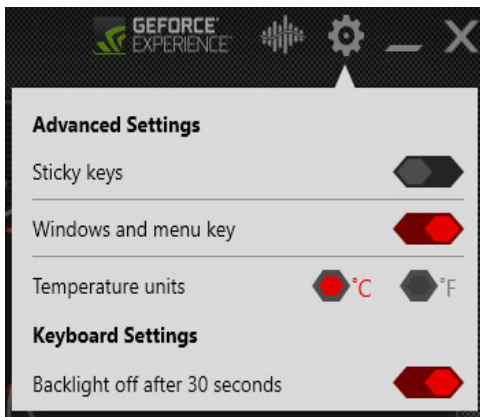 GEFORCE
EXPERIENCE
Advanced Settings
Sticky keys
Windows and menu key
Temperature units °C °F
Keyboard Settings
Backlight off after 30 seconds